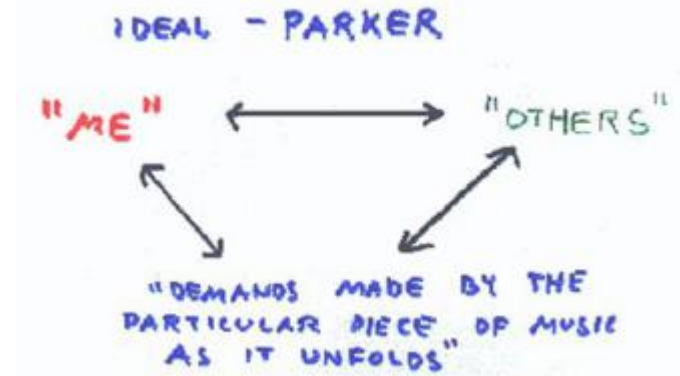 IDEAL - PARKER
"ME" "OTHERS"
"DEMANDS MADE BY THE
PARTICULAR PIECE OF MUSIC
AS IT UNFOLDS"